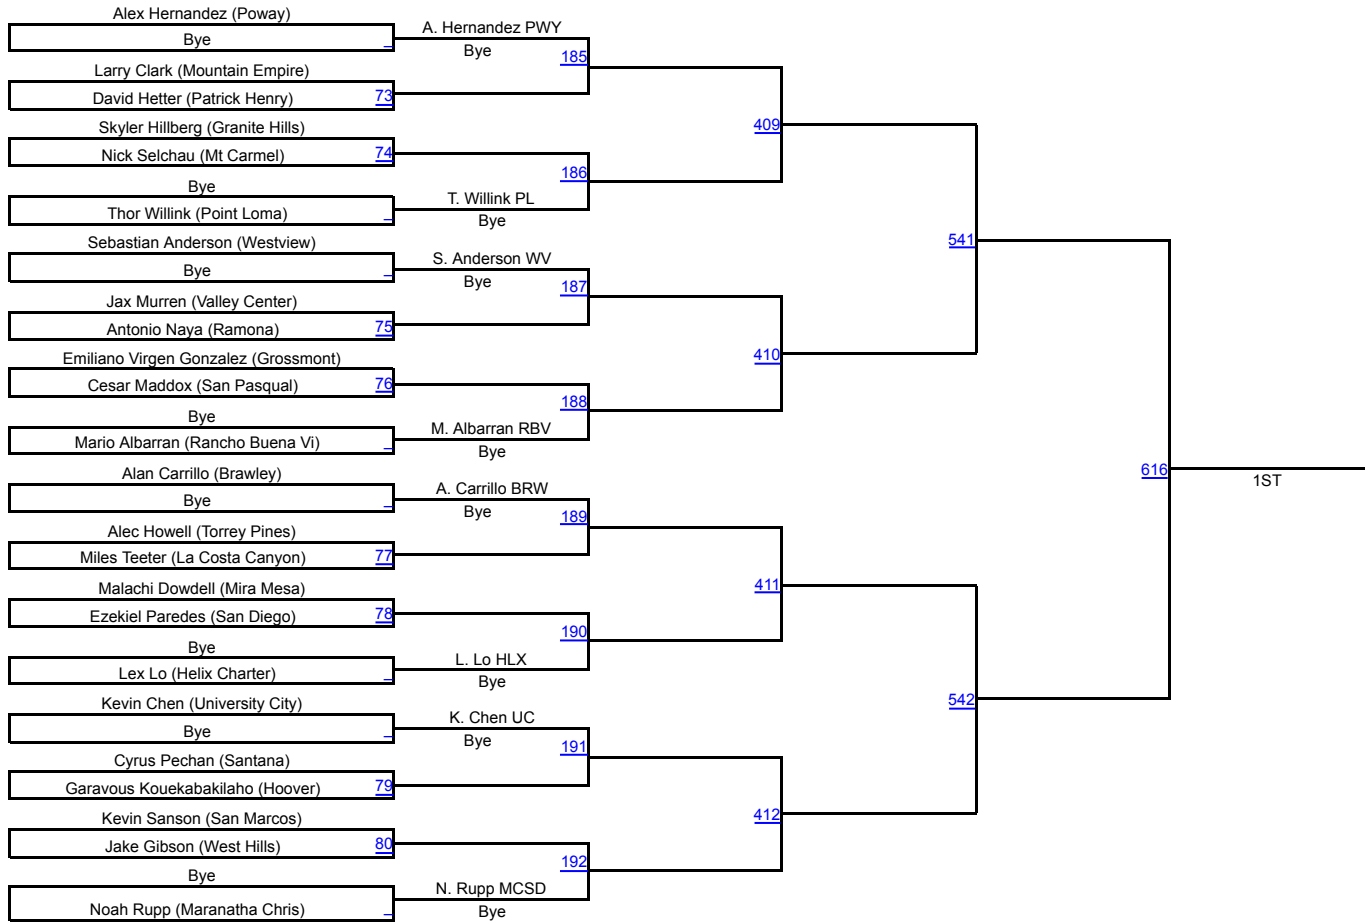 Alex Hernandez (Poway)
Bye
A. Hernandez PWY
Bye
185
Larry Clark (Mountain Empire)
David Hetter (Patrick Henry)
73
409
Skyler Hillberg (Granite Hills)
Nick Selchau (Mt Carmel)
74
186
Bye
Thor Willink (Point Loma)
T. Willink PL
Bye
541
Sebastian Anderson (Westview)
Bye
S. Anderson WV
Bye
187
Jax Murren (Valley Center)
Antonio Naya (Ramona)
75
410
Emiliano Virgen Gonzalez (Grossmont)
Cesar Maddox (San Pasqual)
76
188
Bye
Mario Albarran (Rancho Buena Vi)
M. Albarran RBV
Bye
616
1ST
Alan Carrillo (Brawley)
Bye
A. Carrillo BRW
Bye
189
Alec Howell (Torrey Pines)
Miles Teeter (La Costa Canyon)
77
411
Malachi Dowdell (Mira Mesa)
Ezekiel Paredes (San Diego)
78
190
Bye
Lex Lo (Helix Charter)
L. Lo HLX
Bye
542
Kevin Chen (University City)
Bye
K. Chen UC
Bye
191
Cyrus Pechan (Santana)
Garavous Kouekabakilaho (Hoover)
79
412
Kevin Sanson (San Marcos)
Jake Gibson (West Hills)
80
192
Bye
Noah Rupp (Maranatha Chris)
N. Rupp MCSD
Bye